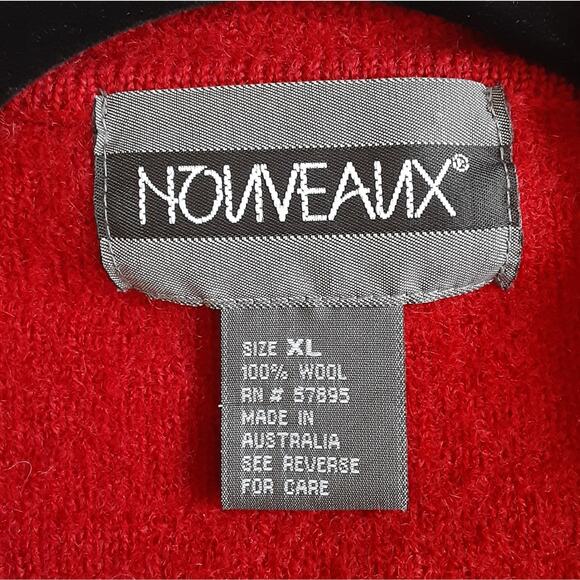 NOUVEAUX®
SIZE XL
100% WOOL
RN # 57895
MADE IN
AUSTRALIA
SEE REVERSE
FOR CARE